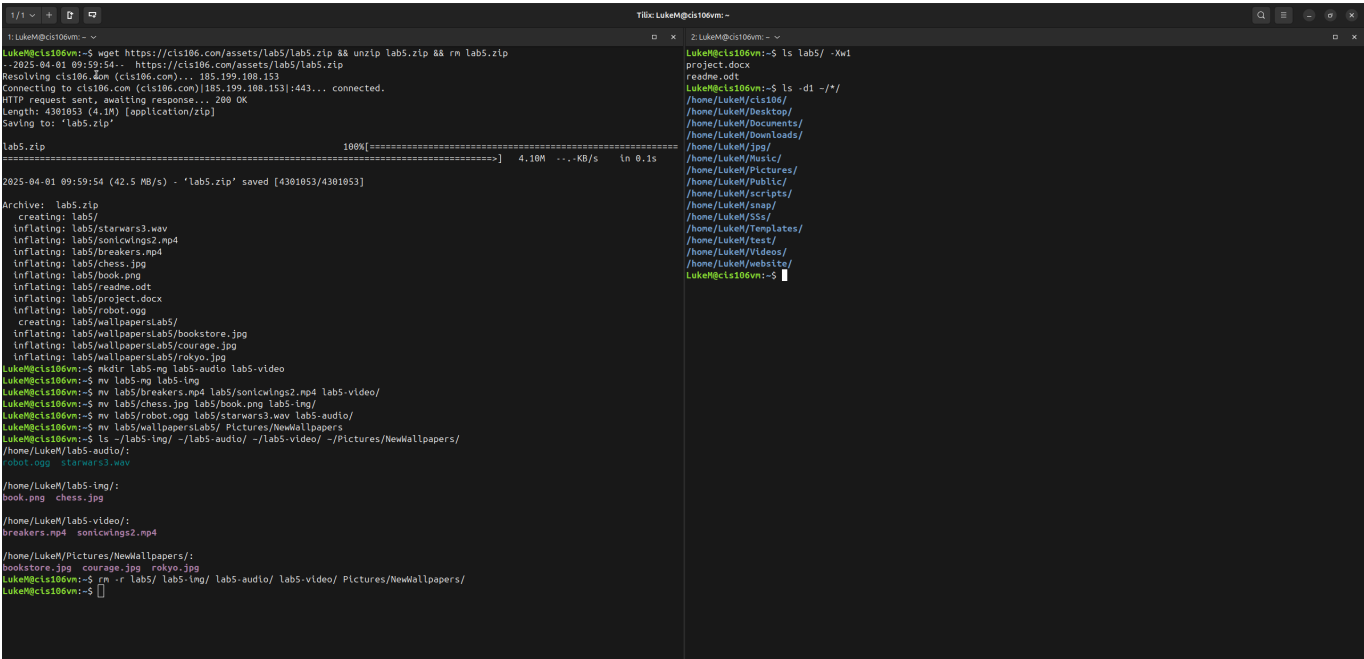 1/1
Tilix: LukeM@cis106vm: ~
1: LukeM@cis106vm: ~
LukeM@cis106vm:~$ wget https://cis106.com/assets/lab5/lab5.zip && unzip lab5.zip && rm lab5.zip
--2025-04-01 09:59:54--  https://cis106.com/assets/lab5/lab5.zip
Resolving cis106.com (cis106.com)... 185.199.108.153
Connecting to cis106.com (cis106.com)|185.199.108.153|:443... connected.
HTTP request sent, awaiting response... 200 OK
Length: 4301053 (4.1M) [application/zip]
Saving to: ‘lab5.zip’
lab5.zip 100%[==========================================================
=============================================================================================>] 4.10M --.-KB/s in 0.1s
2025-04-01 09:59:54 (42.5 MB/s) - ‘lab5.zip’ saved [4301053/4301053]
Archive:  lab5.zip
creating: lab5/
inflating: lab5/starwars3.wav
inflating: lab5/sonicwings2.mp4
inflating: lab5/breakers.mp4
inflating: lab5/chess.jpg
inflating: lab5/book.png
inflating: lab5/readme.odt
inflating: lab5/project.docx
inflating: lab5/robot.ogg
creating: lab5/wallpapersLab5/
inflating: lab5/wallpapersLab5/bookstore.jpg
inflating: lab5/wallpapersLab5/courage.jpg
inflating: lab5/wallpapersLab5/rokyo.jpg
LukeM@cis106vm:~$ mkdir lab5-mg lab5-audio lab5-video
LukeM@cis106vm:~$ mv lab5-mg lab5-img
LukeM@cis106vm:~$ mv lab5/breakers.mp4 lab5/sonicwings2.mp4 lab5-video/
LukeM@cis106vm:~$ mv lab5/chess.jpg lab5/book.png lab5-img/
LukeM@cis106vm:~$ mv lab5/robot.ogg lab5/starwars3.wav lab5-audio/
LukeM@cis106vm:~$ mv lab5/wallpapersLab5/ Pictures/NewWallpapers
LukeM@cis106vm:~$ ls ~/lab5-img/ ~/lab5-audio/ ~/lab5-video/ ~/Pictures/NewWallpapers/
/home/LukeM/lab5-audio/:
robot.ogg  starwars3.wav
/home/LukeM/lab5-img/:
book.png  chess.jpg
/home/LukeM/lab5-video/:
breakers.mp4  sonicwings2.mp4
/home/LukeM/Pictures/NewWallpapers/:
bookstore.jpg  courage.jpg  rokyo.jpg
LukeM@cis106vm:~$ rm -r lab5/ lab5-img/ lab5-audio/ lab5-video/ Pictures/NewWallpapers/
LukeM@cis106vm:~$
2: LukeM@cis106vm: ~
LukeM@cis106vm:~$ ls lab5/ -Xw1
project.docx
readme.odt
LukeM@cis106vm:~$ ls -d1 ~/*/
/home/LukeM/cis106/
/home/LukeM/Desktop/
/home/LukeM/Documents/
/home/LukeM/Downloads/
/home/LukeM/jpg/
/home/LukeM/Music/
/home/LukeM/Pictures/
/home/LukeM/Public/
/home/LukeM/scripts/
/home/LukeM/snap/
/home/LukeM/SSs/
/home/LukeM/Templates/
/home/LukeM/test/
/home/LukeM/Videos/
/home/LukeM/website/
LukeM@cis106vm:~$